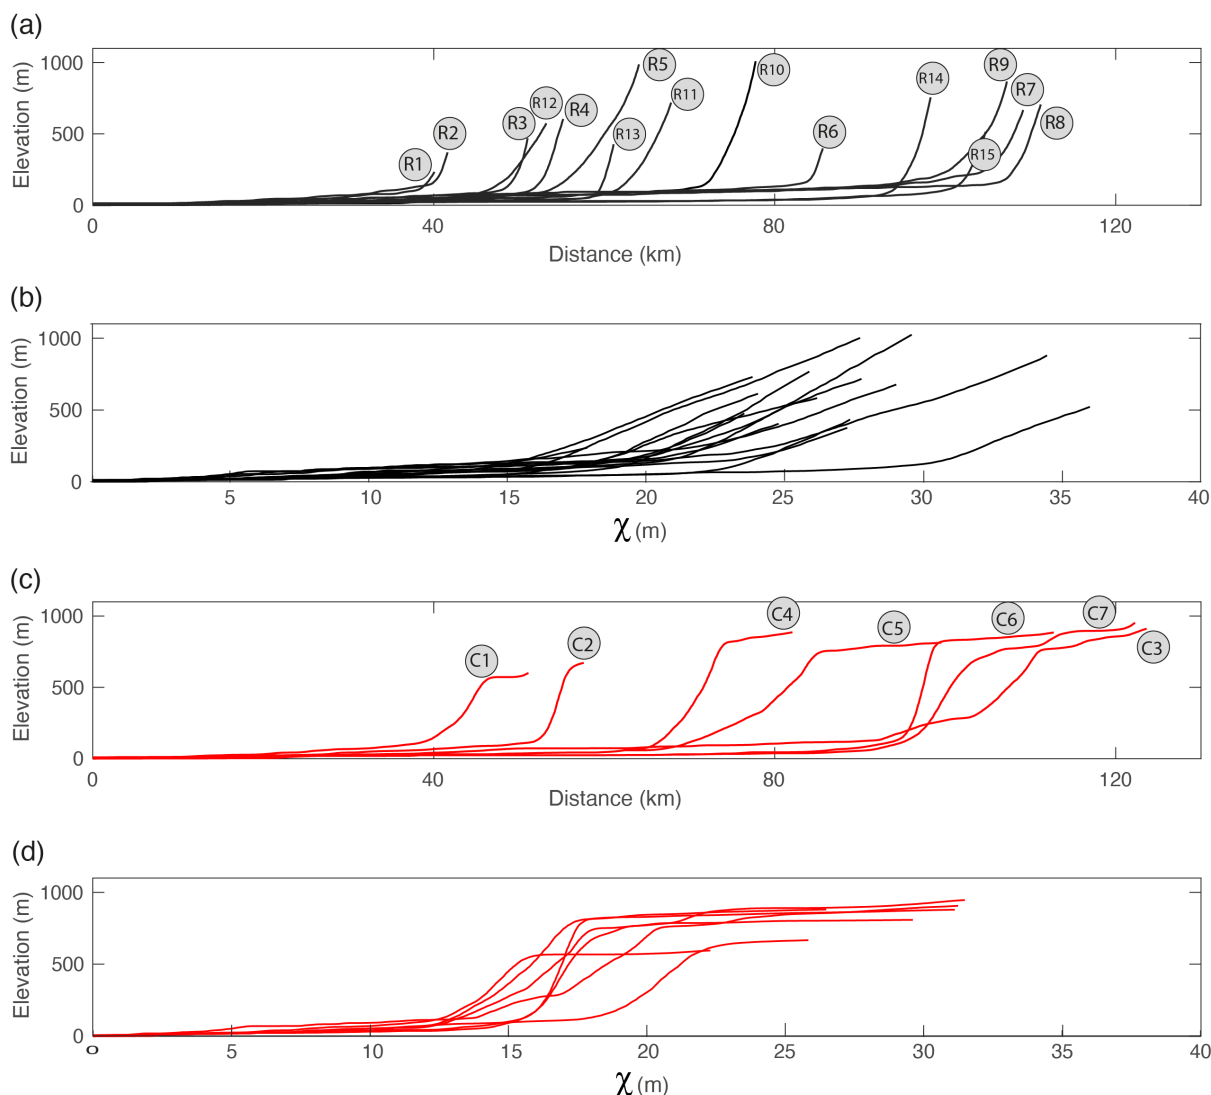 (a)
Elevation (m)
1000
500
0
R1
R2
R3
R12
R4
R5
R13
R11
R10
R6
R14
R9
R7
R15
R8
0
40
80
120
Distance (km)
(b)
Elevation (m)
1000
500
0
5
10
15
20
25
30
35
40
χ (m)
(c)
Elevation (m)
1000
500
0
C1
C2
C4
C5
C6
C7
C3
0
40
80
120
Distance (km)
(d)
Elevation (m)
1000
500
0
0
5
10
15
20
25
30
35
40
χ (m)